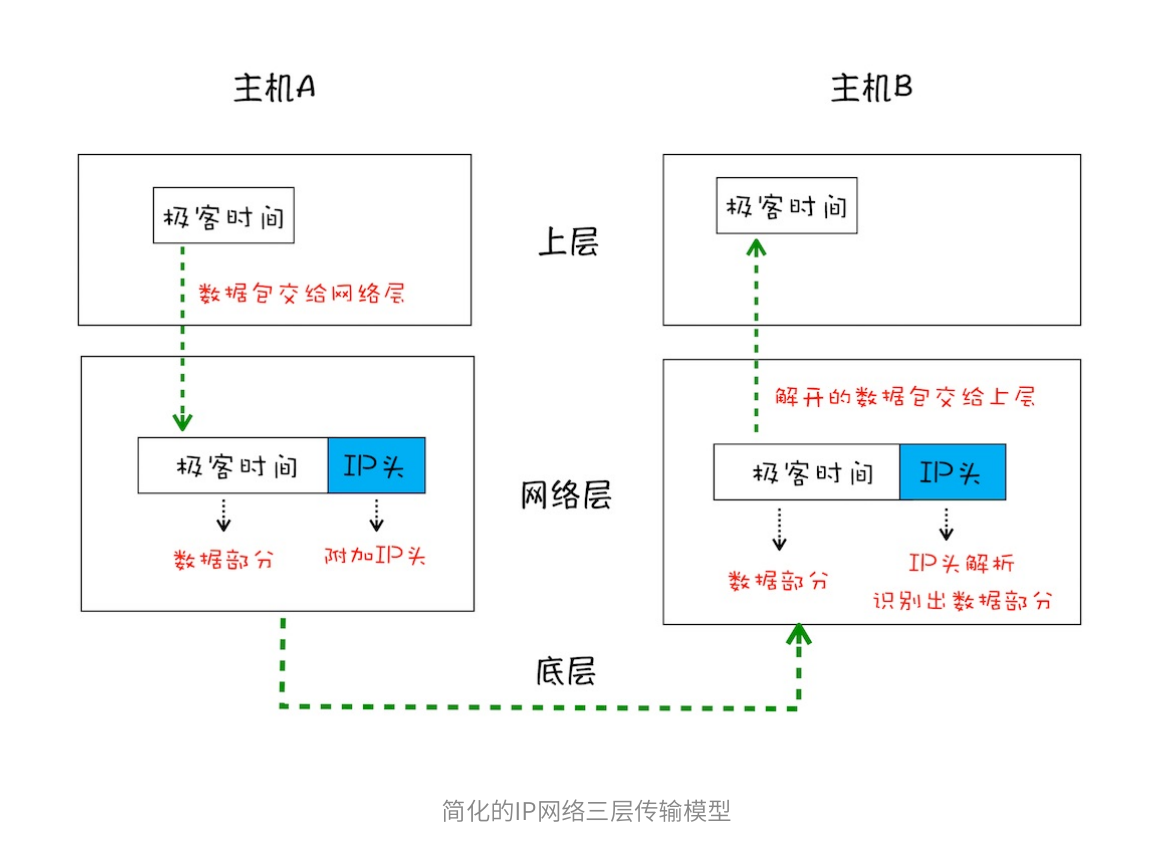 主机A
主机B
极客时间
极客时间
上层
数据包交给网络层
解开的数据包交给上层
极客时间
IP头
网络层
极客时间
IP头
数据部分
附加IP头
数据部分
IP头解析
识别出数据部分
底层
简化的IP网络三层传输模型